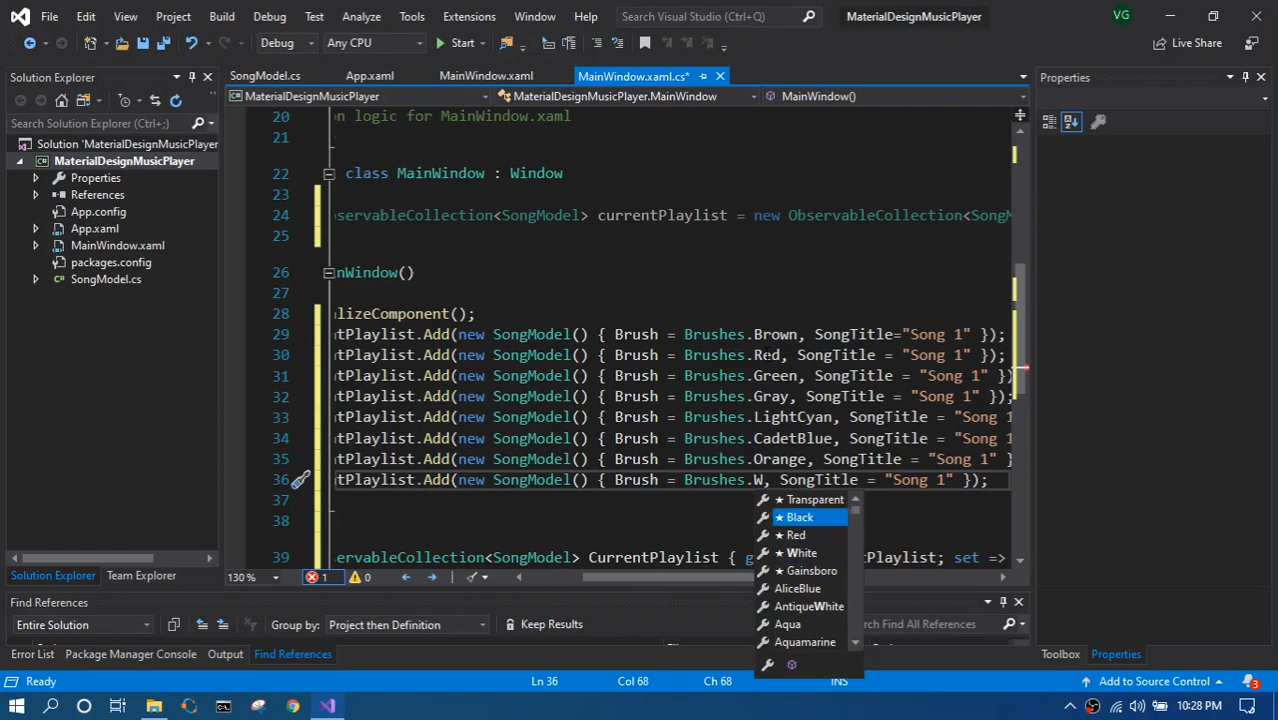 File Edit View Project Build Debug Test Analyze Tools Extensions Window Help Search Visual Studio (Ctrl+Q) MaterialDesignMusicPlayer VG
Debug Any CPU Start Live Share
Solution Explorer SongModel.cs App.xaml MainWindow.xaml MainWindow.xaml.cs* Properties
MaterialDesignMusicPlayer MaterialDesignMusicPlayer.MainWindow MainWindow()
Search Solution Explorer (Ctrl+;)
Solution 'MaterialDesignMusicPlayer
MaterialDesignMusicPlayer
Properties
References
App.config
App.xaml
MainWindow.xaml
packages.config
SongModel.cs
20 on logic for MainWindow.xaml
21
22 class MainWindow : Window
23
24 bservableCollection<SongModel> currentPlaylist = new ObservableCollection<SongM
25
26 nWindow()
27
28 lizeComponent();
29 tPlaylist.Add(new SongModel() { Brush = Brushes.Brown, SongTitle="Song 1" });
30 tPlaylist.Add(new SongModel() { Brush = Brushes.Red, SongTitle = "Song 1" });
31 tPlaylist.Add(new SongModel() { Brush = Brushes.Green, SongTitle = "Song 1" })
32 tPlaylist.Add(new SongModel() { Brush = Brushes.Gray, SongTitle = "Song 1" });
33 tPlaylist.Add(new SongModel() { Brush = Brushes.LightCyan, SongTitle = "Song 1
34 tPlaylist.Add(new SongModel() { Brush = Brushes.CadetBlue, SongTitle = "Song 1
35 tPlaylist.Add(new SongModel() { Brush = Brushes.Orange, SongTitle = "Song 1" }
36 tPlaylist.Add(new SongModel() { Brush = Brushes.W, SongTitle = "Song 1" });
37
38
39 servableCollection<SongModel> CurrentPlaylist { g tPlaylist; set =>
★ Transparent
★ Black
★ Red
★ White
★ Gainsboro
AliceBlue
AntiqueWhite
Aqua
Aquamarine
Solution Explorer Team Explorer 130 % 1 0
Find References
Entire Solution Group by: Project then Definition Keep Results Search Find All References
Error List Package Manager Console Output Find References Toolbox Properties
Ready Ln 36 Col 68 Ch 68 INS Add to Source Control 3
10:28 PM